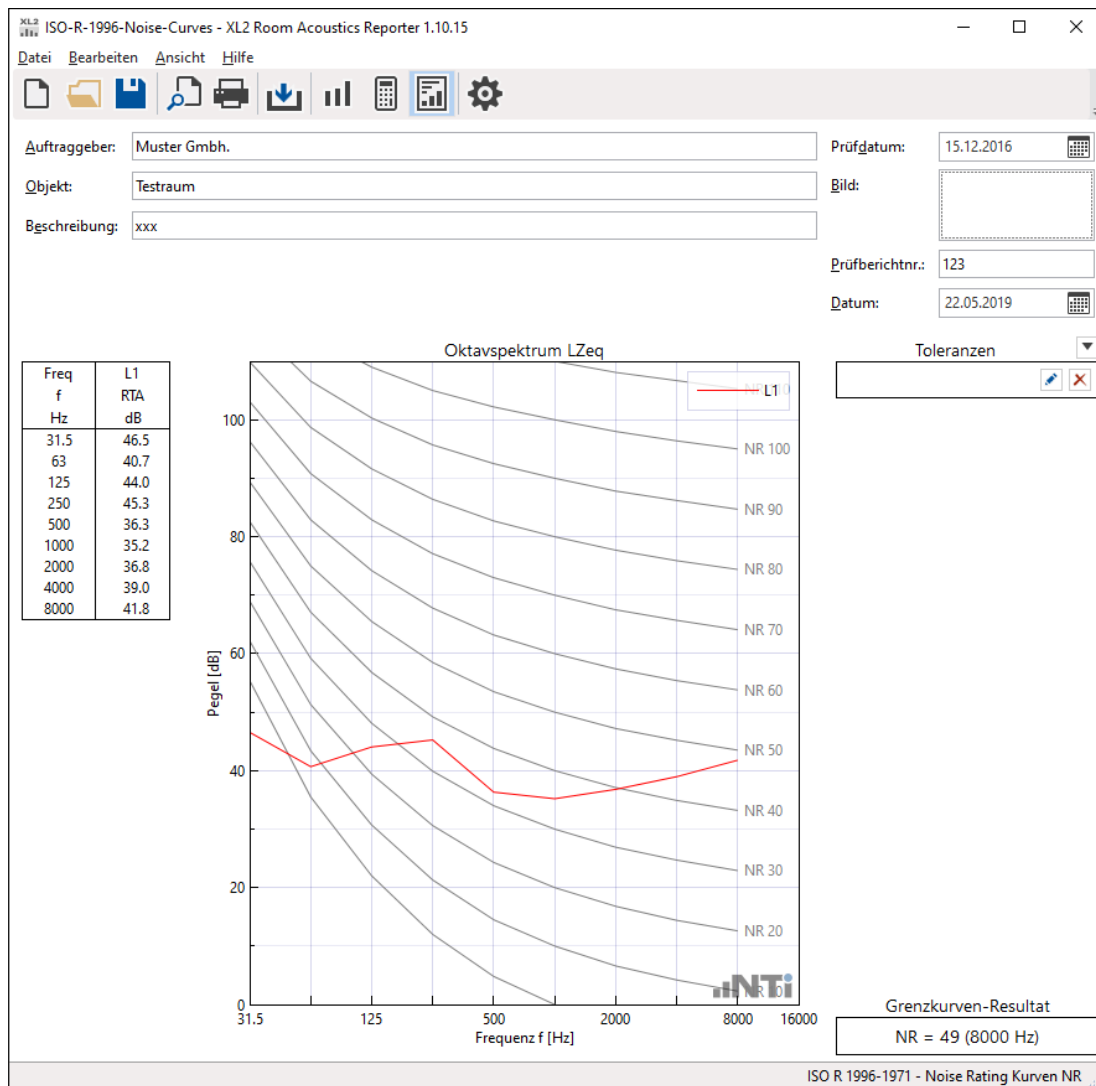 XL2 ISO-R-1996-Noise-Curves - XL2 Room Acoustics Reporter 1.10.15
Datei Bearbeiten Ansicht Hilfe
Auftraggeber: Muster Gmbh. Prüfdatum: 15.12.2016
Objekt: Testraum Bild:
Beschreibung: xxx
Prüfberichtnr.: 123
Datum: 22.05.2019
Oktavspektrum LZeq Toleranzen
Freq L1
f RTA
Hz dB
31.5 46.5
63 40.7
125 44.0
250 45.3
500 36.3
1000 35.2
2000 36.8
4000 39.0
8000 41.8
L1
100
80
60
40
20
0
Pegel [dB]
NR 100
NR 90
NR 80
NR 70
NR 60
NR 50
NR 40
NR 30
NR 20
NTi
31.5 125 500 2000 8000 16000
Frequenz f [Hz]
Grenzkurven-Resultat
NR = 49 (8000 Hz)
ISO R 1996-1971 - Noise Rating Kurven NR